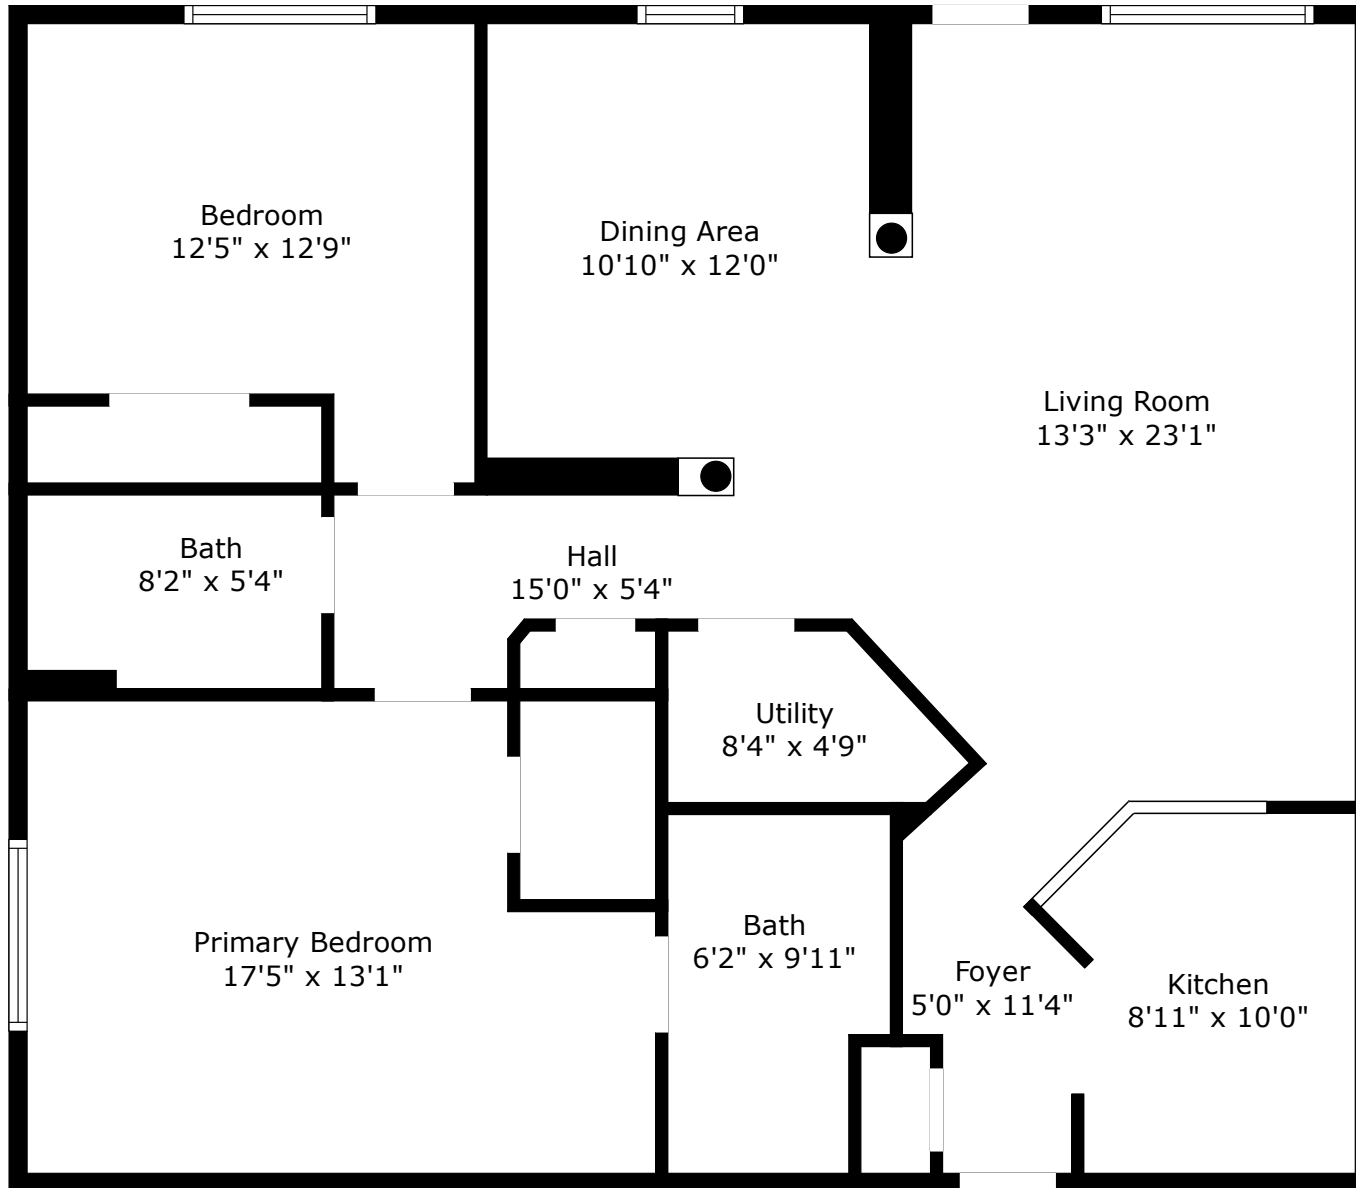 Bedroom
12'5" x 12'9"
Dining Area
10'10" x 12'0"
Living Room
13'3" x 23'1"
Bath
8'2" x 5'4"
Hall
15'0" x 5'4"
Utility
8'4" x 4'9"
Primary Bedroom
17'5" x 13'1"
Bath
6'2" x 9'11"
Foyer
5'0" x 11'4"
Kitchen
8'11" x 10'0"